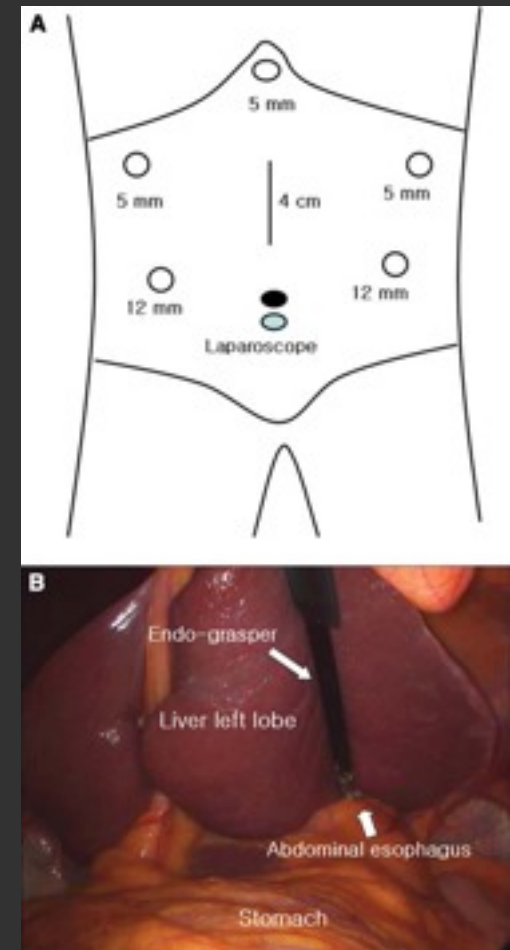 A
5 mm
5 mm
5 mm
4 cm
12 mm
12 mm
Laparoscope
B
Endo-grasper
Liver left lobe
Abdominal esophagus
Stomach